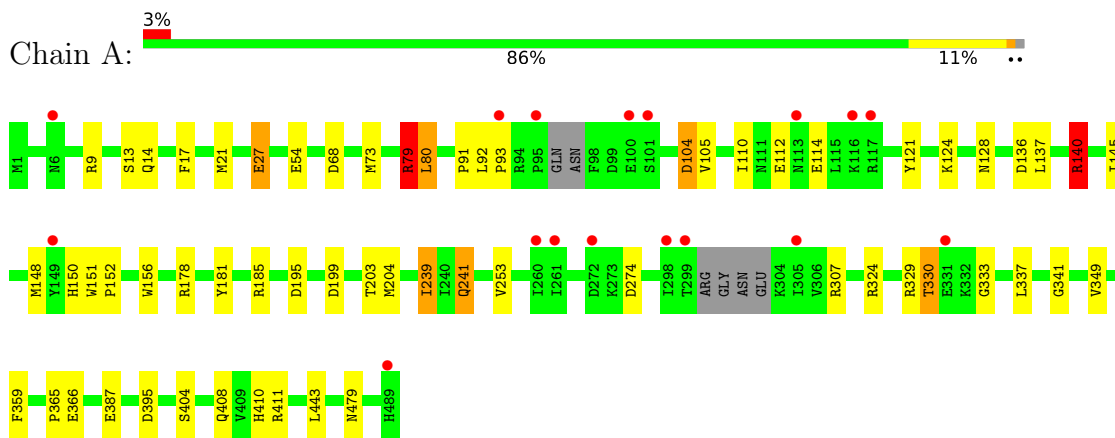 3%
Chain A:
86% 11% ••
M1 N6 R9 S13 Q14 F17 M21 E27 E54 D68 M73 R79 L80 P91 L92 P93 R94 P95 GLN ASN F98 D99 E100 S101 D104 V105 I110 N111 E112 N113 E114 L115 K116 R117 Y121 K124 N128 D136 L137 R140 I145
M148 Y149 H150 W151 P152 W156 R178 Y181 R185 D195 D199 T203 M204 I239 I240 Q241 V253 I260 I261 D272 K273 D274 I298 T299 ARG GLY ASN GLU K304 I305 V306 R307 R324 R329 T330 E331 K332 G333 L337 G341 V349
F359 P365 E366 E387 D395 S404 Q408 V409 H410 R411 L443 N479 H489